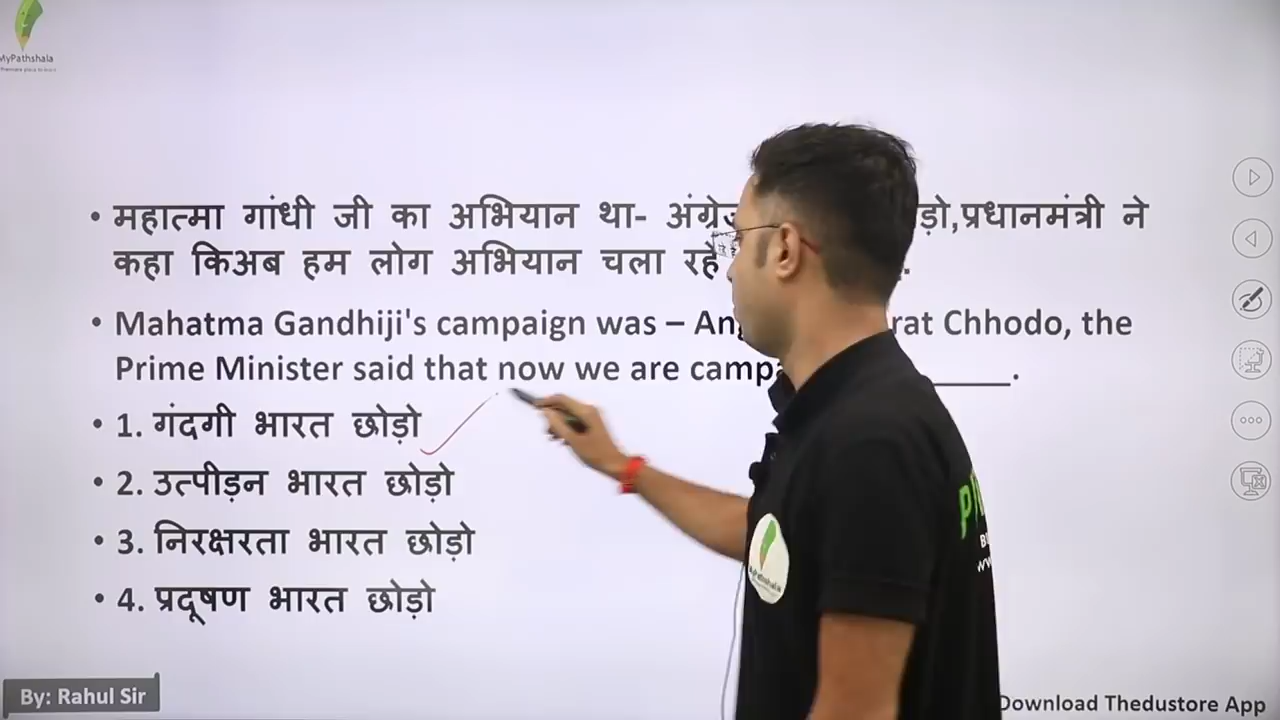 MyPathshala
• महात्मा गांधी जी का अभियान था- अंग्रे ड़ो,प्रधानमंत्री ने
कहा किअब हम लोग अभियान चला रहे
• Mahatma Gandhiji's campaign was – Ang rat Chhodo, the
Prime Minister said that now we are campa ______.
• 1. गंदगी भारत छोड़ो
• 2. उत्पीड़न भारत छोड़ो
• 3. निरक्षरता भारत छोड़ो
• 4. प्रदूषण भारत छोड़ो
MyPathshala
By: Rahul Sir
Download Thedustore App